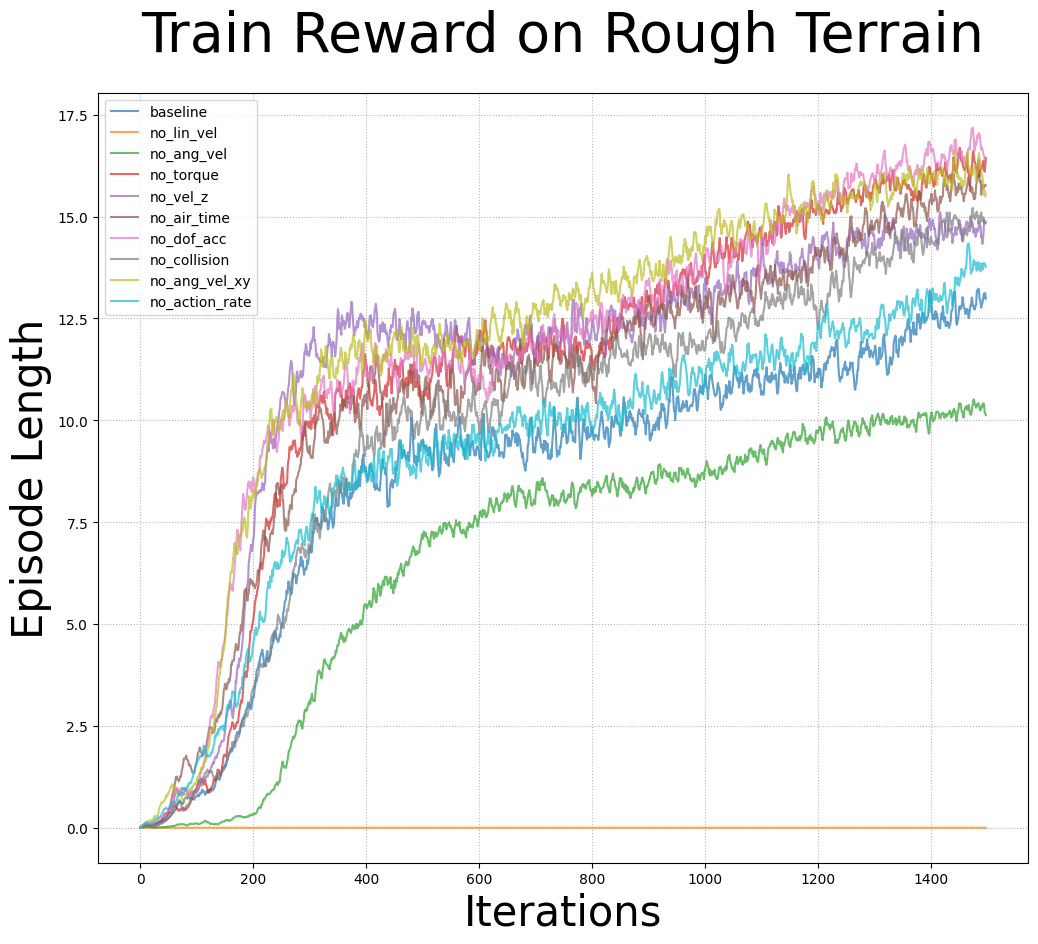 Train Reward on Rough Terrain
17.5
15.0
12.5
10.0
7.5
5.0
2.5
0.0
Episode Length
baseline
no_lin_vel
no_ang_vel
no_torque
no_vel_z
no_air_time
no_dof_acc
no_collision
no_ang_vel_xy
no_action_rate
0 200 400 600 800 1000 1200 1400
Iterations